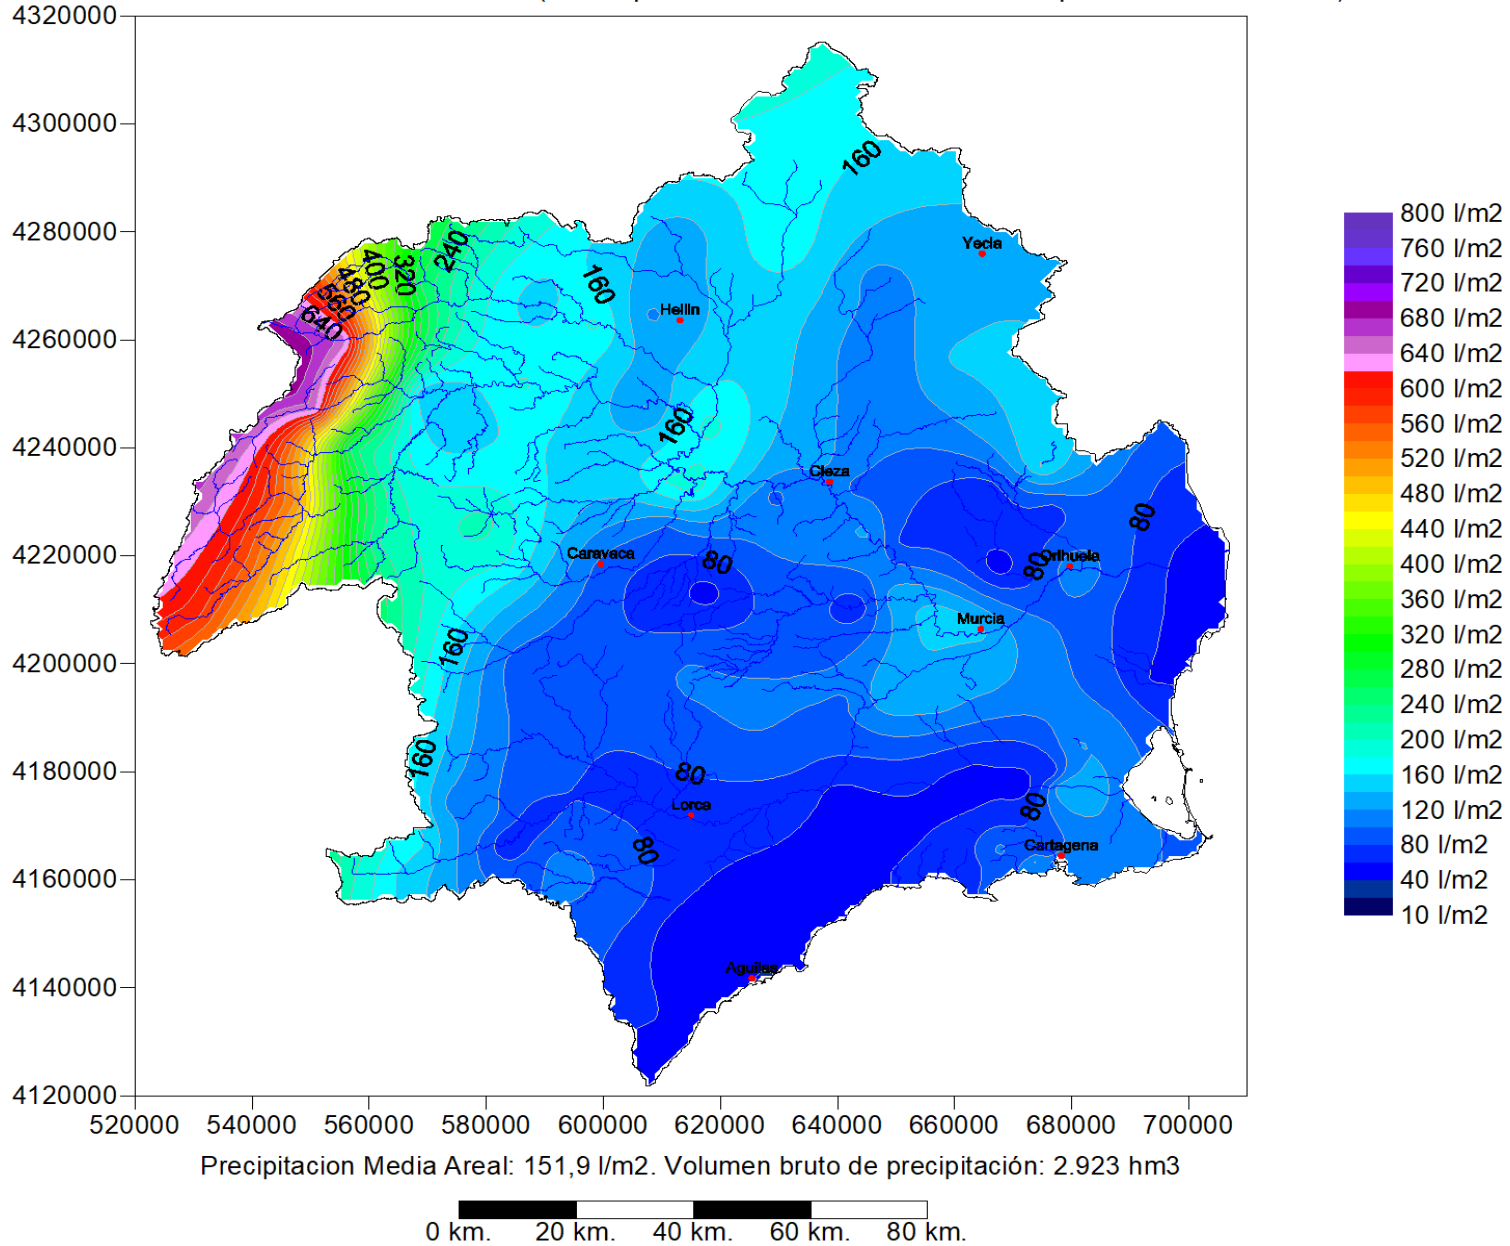 4320000
4300000
4280000
4260000
4240000
4220000
4200000
4180000
4160000
4140000
4120000
520000 540000 560000 580000 600000 620000 640000 660000 680000 700000
160
Yecla
240
400
320
480
560
640
160
Hellin
160
Cieza
80
Caravaca
80
80
Orihuela
Murcia
160
160
80
Lorca
80
80
Cartagena
Aguilas
800 l/m2
760 l/m2
720 l/m2
680 l/m2
640 l/m2
600 l/m2
560 l/m2
520 l/m2
480 l/m2
440 l/m2
400 l/m2
360 l/m2
320 l/m2
280 l/m2
240 l/m2
200 l/m2
160 l/m2
120 l/m2
80 l/m2
40 l/m2
10 l/m2
Precipitacion Media Areal: 151,9 l/m2. Volumen bruto de precipitación: 2.923 hm3
0 km. 20 km. 40 km. 60 km. 80 km.